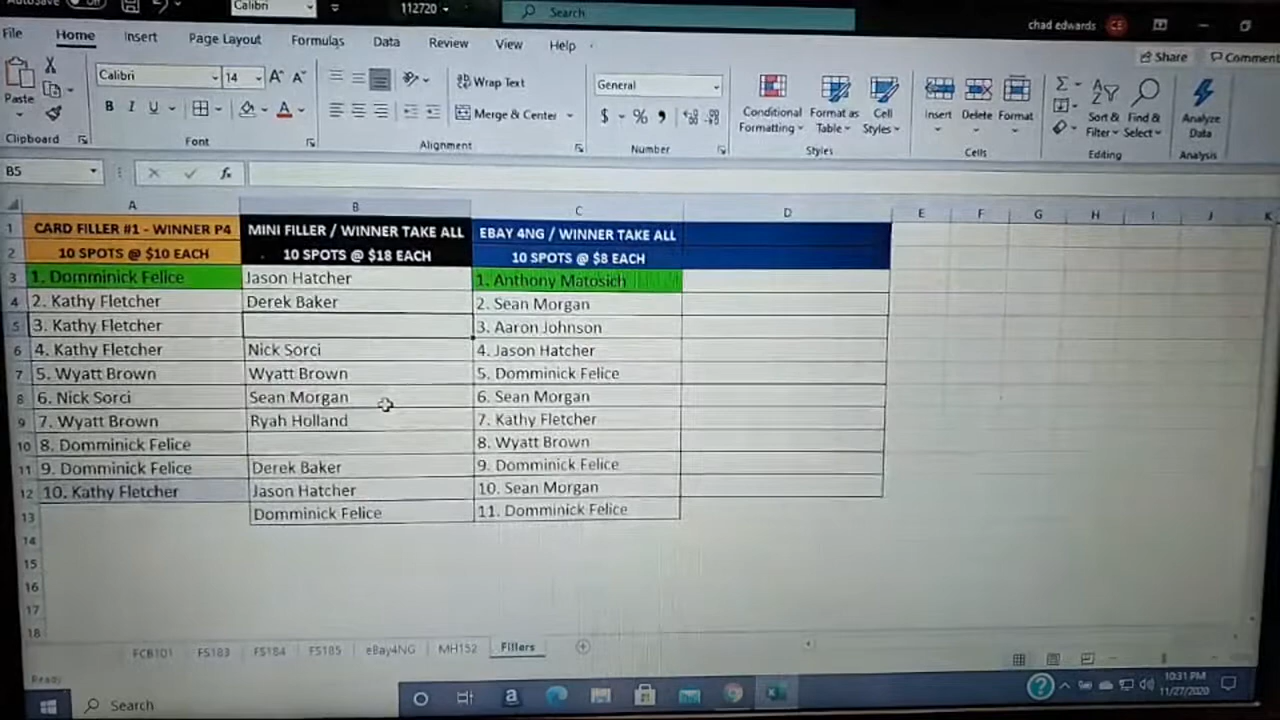 AutoSave Off
Calibri
112720
Search
chad edwards CE
File Home Insert Page Layout Formulas Data Review View Help
Share Comment
Paste
Calibri 14
B I U
Wrap Text
Merge & Center
General
$ % ,
Conditional Formatting
Format as Table
Cell Styles
Insert Delete Format
Sort & Filter
Find & Select
Analyze Data
Clipboard Font Alignment Number Styles Cells Editing Analysis
B5 fx
A B C D E F G H I J K
1 CARD FILLER #1 - WINNER P4 MINI FILLER / WINNER TAKE ALL EBAY 4NG / WINNER TAKE ALL
2 10 SPOTS @ $10 EACH 10 SPOTS @ $18 EACH 10 SPOTS @ $8 EACH
3 1. Domminick Felice Jason Hatcher 1. Anthony Matosich
4 2. Kathy Fletcher Derek Baker 2. Sean Morgan
5 3. Kathy Fletcher 3. Aaron Johnson
6 4. Kathy Fletcher Nick Sorci 4. Jason Hatcher
7 5. Wyatt Brown Wyatt Brown 5. Domminick Felice
8 6. Nick Sorci Sean Morgan 6. Sean Morgan
9 7. Wyatt Brown Ryah Holland 7. Kathy Fletcher
10 8. Domminick Felice 8. Wyatt Brown
11 9. Domminick Felice Derek Baker 9. Domminick Felice
12 10. Kathy Fletcher Jason Hatcher 10. Sean Morgan
13 Domminick Felice 11. Domminick Felice
14
15
16
17
18
FCB101 FS183 FS184 FS185 eBay4NG MH152 Fillers
Ready
Search
10:31 PM
11/27/2020